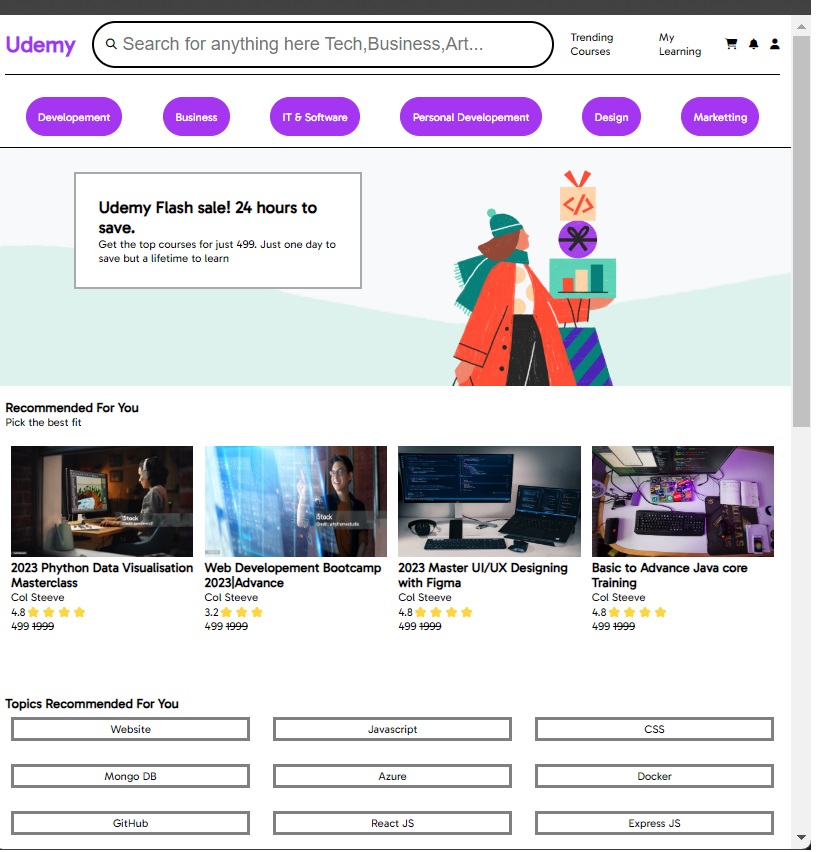 Udemy
Search for anything here Tech,Business,Art...
Trending
Courses
My
Learning
Developement
Business
IT & Software
Personal Developement
Design
Marketting
Udemy Flash sale! 24 hours to
save.
Get the top courses for just 499. Just one day to
save but a lifetime to learn
</>
Recommended For You
Pick the best fit
iStock
iStock
2023 Phython Data Visualisation
Masterclass
Col Steeve
4.8
499 1999
Web Developement Bootcamp
2023|Advance
Col Steeve
3.2
499 1999
2023 Master UI/UX Designing
with Figma
Col Steeve
4.8
499 1999
Basic to Advance Java core
Training
Col Steeve
4.8
499 1999
Topics Recommended For You
Website
Javascript
CSS
Mongo DB
Azure
Docker
GitHub
React JS
Express JS